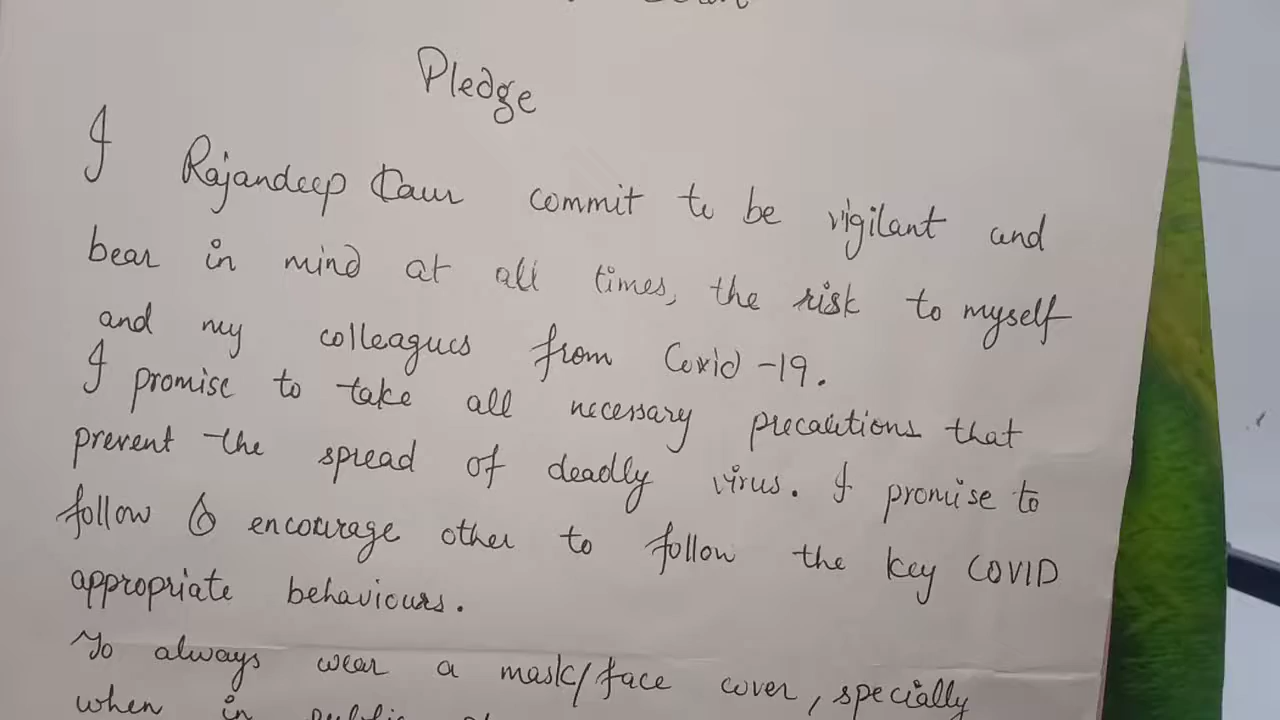 Pledge
I Rajandeep Kaur commit to be vigilant and
bear in mind at all times, the risk to myself
and my colleagues from Covid-19.
I promise to take all necessary precautions that
prevent the spread of deadly virus. I promise to
follow & encourage other to follow the key COVID
appropriate behaviours.
To always wear a mask/face cover, specially
when in public